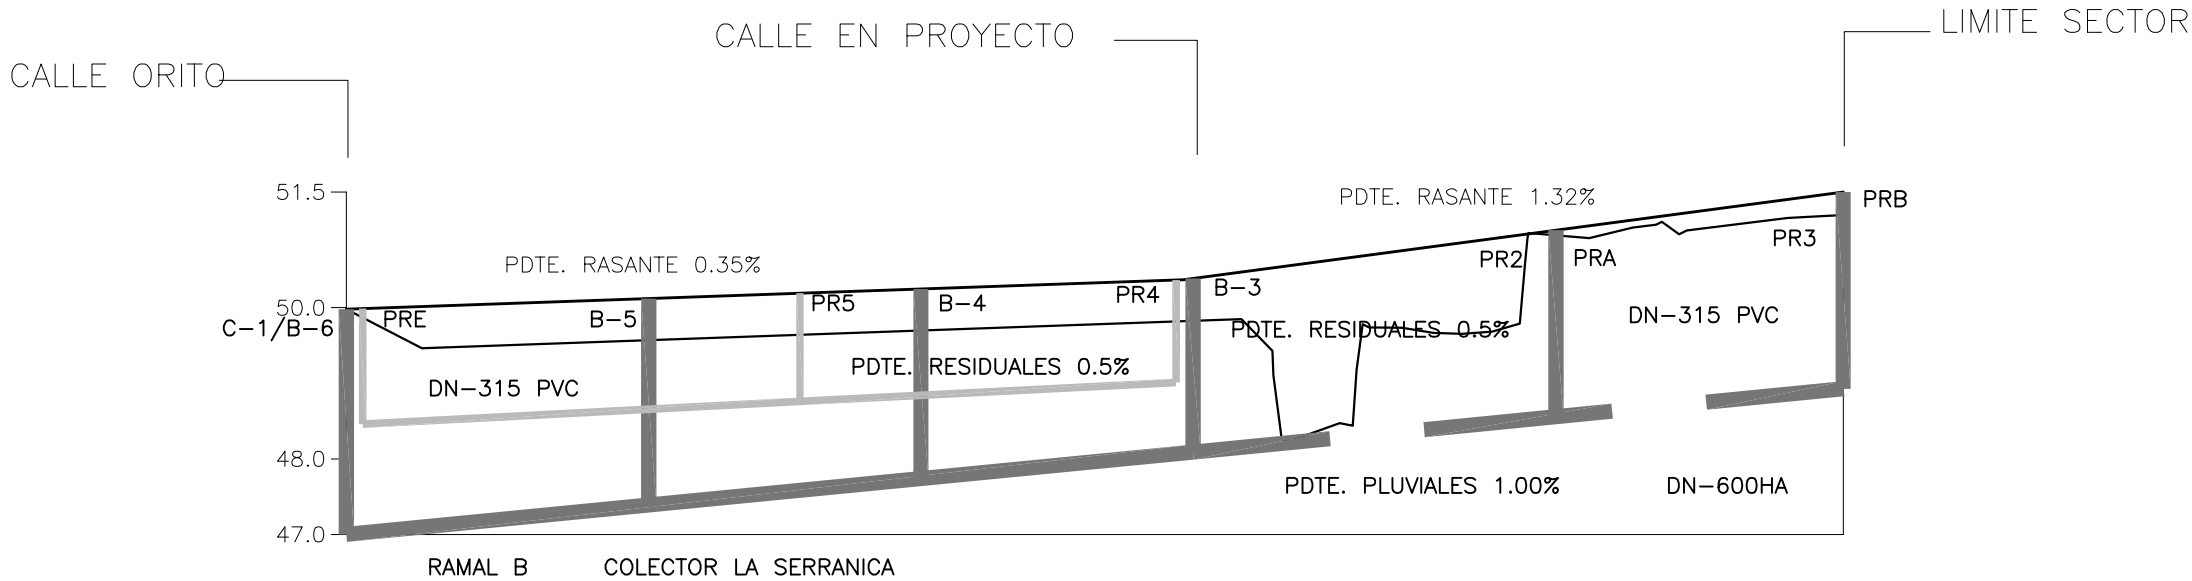 LIMITE SECTOR
CALLE EN PROYECTO
CALLE ORITO
51.5
PDTE. RASANTE 1.32%
PRB
PR3
PDTE. RASANTE 0.35%
PR2
PRA
50.0
PRE
B-5
PR5
B-4
PR4
B-3
C-1/B-6
PDTE. RESIDUALES 0.5%
DN-315 PVC
PDTE. RESIDUALES 0.5%
DN-315 PVC
48.0
PDTE. PLUVIALES 1.00%
DN-600HA
47.0
RAMAL B
COLECTOR LA SERRANICA